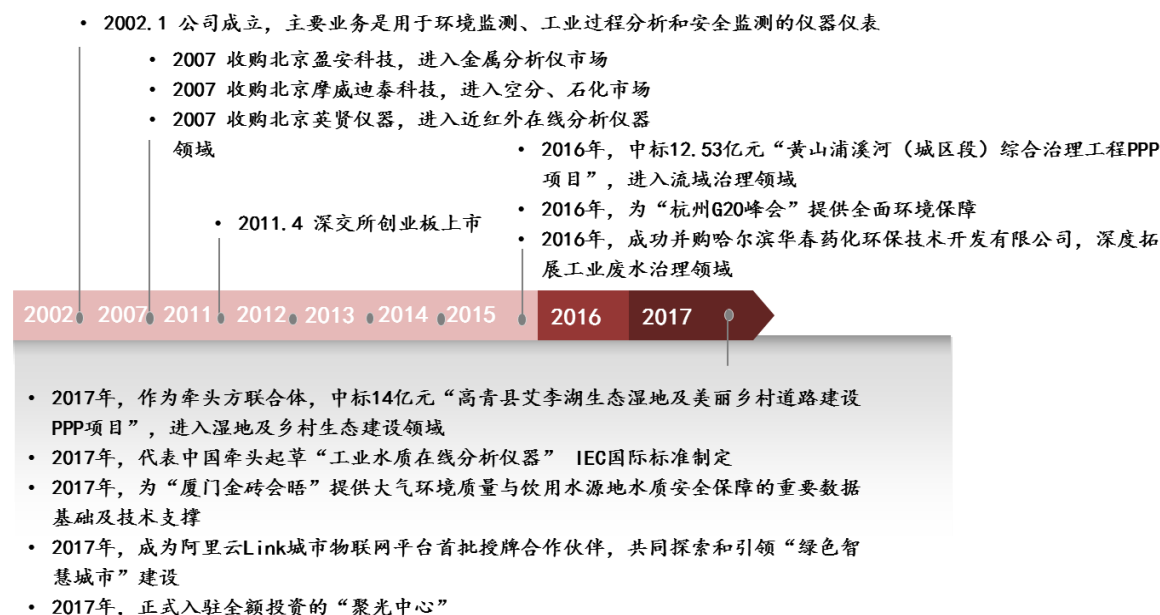 • 2002.1 公司成立，主要业务是用于环境监测、工业过程分析和安全监测的仪器仪表
• 2007 收购北京盈安科技，进入金属分析仪市场
• 2007 收购北京摩威迪泰科技，进入空分、石化市场
• 2007 收购北京英贤仪器，进入近红外在线分析仪器
领域
• 2011.4 深交所创业板上市
• 2016年，中标12.53亿元“黄山浦溪河（城区段）综合治理工程PPP
项目”，进入流域治理领域
• 2016年，为“杭州G20峰会”提供全面环境保障
• 2016年，成功并购哈尔滨华春药化环保技术开发有限公司，深度拓
展工业废水治理领域
2002 2007 2011 2012 2013 2014 2015 2016 2017
• 2017年，作为牵头方联合体，中标14亿元“高青县艾李湖生态湿地及美丽乡村道路建设
PPP项目”，进入湿地及乡村生态建设领域
• 2017年，代表中国牵头起草“工业水质在线分析仪器” IEC国际标准制定
• 2017年，为“厦门金砖会晤”提供大气环境质量与饮用水源地水质安全保障的重要数据
基础及技术支撑
• 2017年，成为阿里云Link城市物联网平台首批授牌合作伙伴，共同探索和引领“绿色智
慧城市”建设
• 2017年，正式入驻全额投资的“聚光中心”